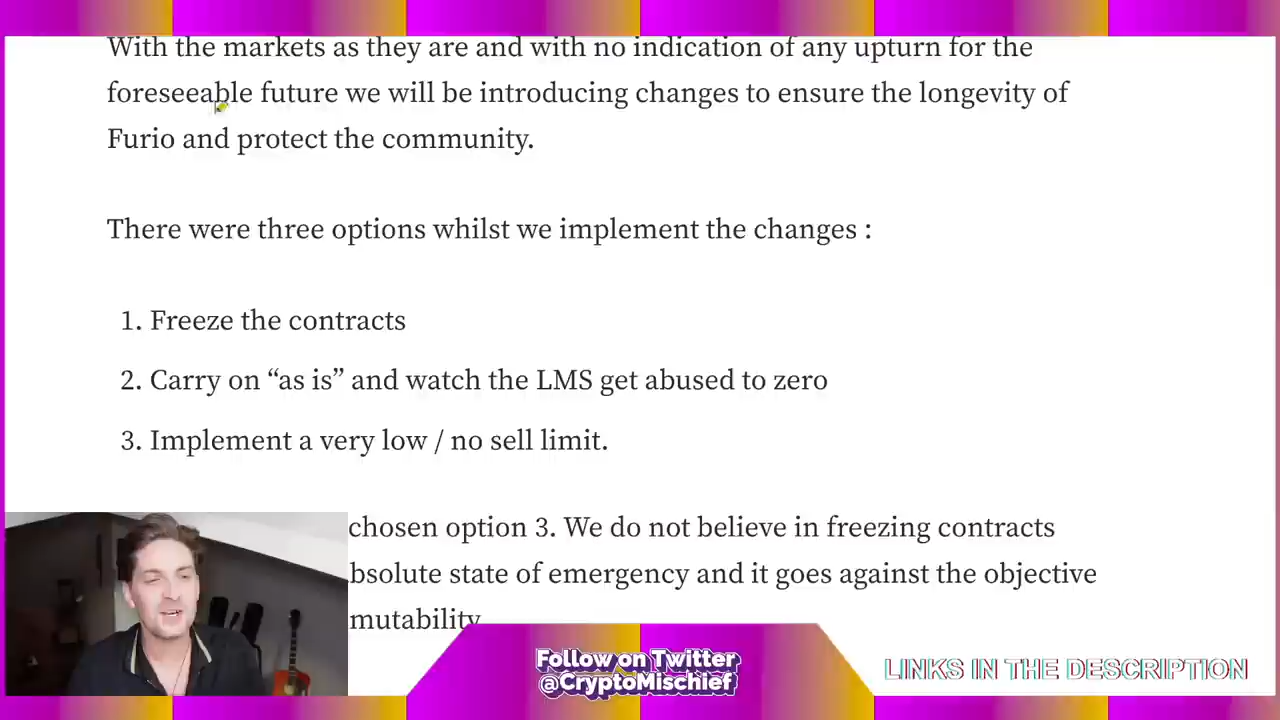 With the markets as they are and with no indication of any upturn for the
foreseeable future we will be introducing changes to ensure the longevity of
Furio and protect the community.
There were three options whilst we implement the changes :
1. Freeze the contracts
2. Carry on “as is” and watch the LMS get abused to zero
3. Implement a very low / no sell limit.
chosen option 3. We do not believe in freezing contracts
bsolute state of emergency and it goes against the objective
mutability
Follow on Twitter
@CryptoMischief
LINKS IN THE DESCRIPTION